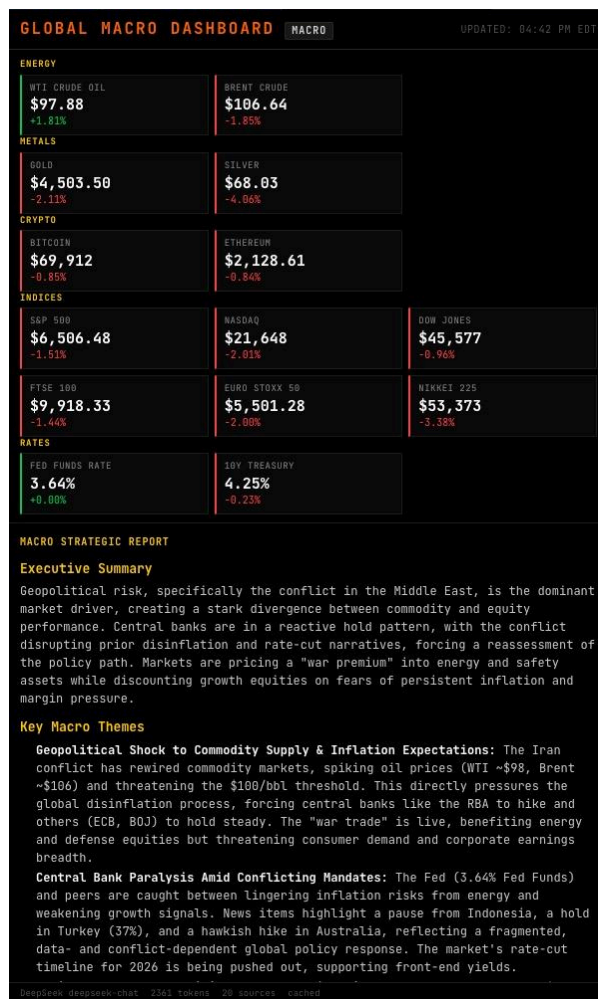 GLOBAL MACRO DASHBOARD MACRO UPDATED: 04:42 PM EDT
ENERGY
WTI CRUDE OIL BRENT CRUDE
$97.88 $106.64
+1.81% -1.85%
METALS
GOLD SILVER
$4,503.50 $68.03
-2.11% -4.06%
CRYPTO
BITCOIN ETHEREUM
$69,912 $2,128.61
-0.85% -0.84%
INDICES
S&P 500 NASDAQ DOW JONES
$6,506.48 $21,648 $45,577
-1.51% -2.01% -0.96%
FTSE 100 EURO STOXX 50 NIKKEI 225
$9,918.33 $5,501.28 $53,373
-1.44% -2.00% -3.38%
RATES
FED FUNDS RATE 10Y TREASURY
3.64% 4.25%
+0.00% -0.23%
MACRO STRATEGIC REPORT
Executive Summary
Geopolitical risk, specifically the conflict in the Middle East, is the dominant
market driver, creating a stark divergence between commodity and equity
performance. Central banks are in a reactive hold pattern, with the conflict
disrupting prior disinflation and rate-cut narratives, forcing a reassessment of
the policy path. Markets are pricing a "war premium" into energy and safety
assets while discounting growth equities on fears of persistent inflation and
margin pressure.
Key Macro Themes
Geopolitical Shock to Commodity Supply & Inflation Expectations: The Iran
conflict has rewired commodity markets, spiking oil prices (WTI ~$98, Brent
~$106) and threatening the $100/bbl threshold. This directly pressures the
global disinflation process, forcing central banks like the RBA to hike and
others (ECB, BOJ) to hold steady. The "war trade" is live, benefiting energy
and defense equities but threatening consumer demand and corporate earnings
breadth.
Central Bank Paralysis Amid Conflicting Mandates: The Fed (3.64% Fed Funds)
and peers are caught between lingering inflation risks from energy and
weakening growth signals. News items highlight a pause from Indonesia, a hold
in Turkey (37%), and a hawkish hike in Australia, reflecting a fragmented,
data- and conflict-dependent global policy response. The market's rate-cut
timeline for 2026 is being pushed out, supporting front-end yields.
DeepSeek deepseek-chat 2361 tokens 20 sources cached